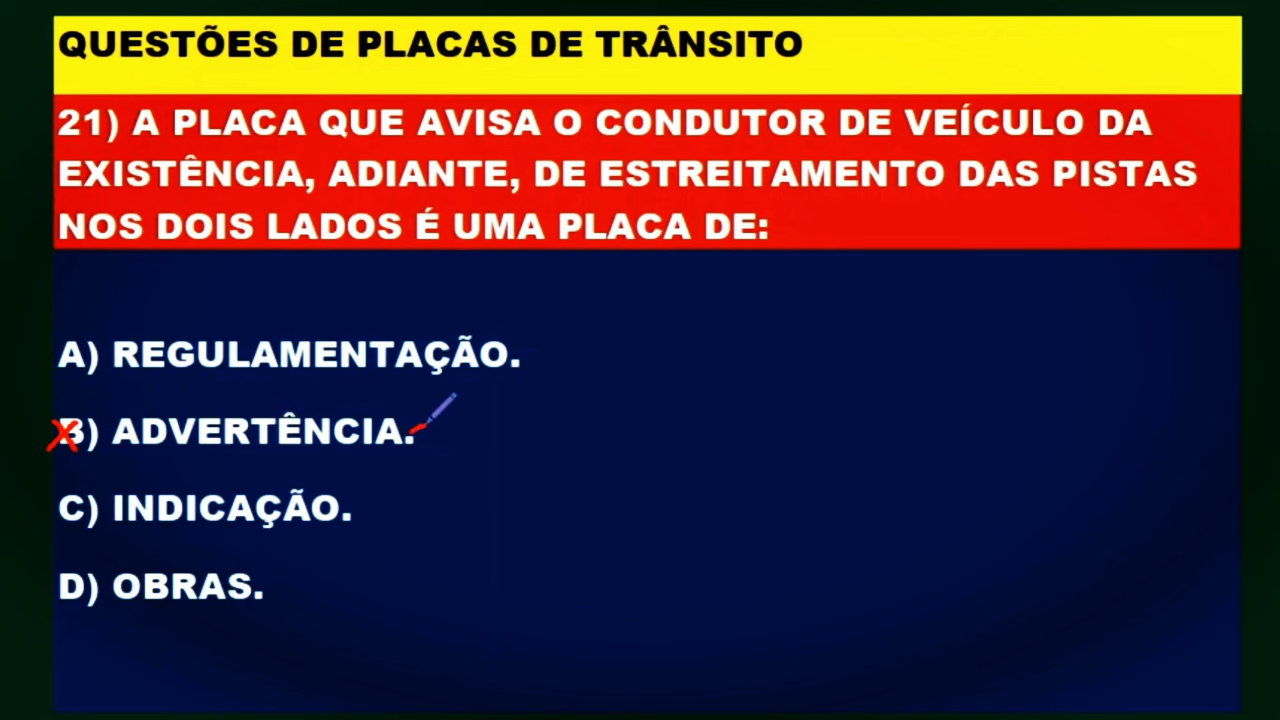 QUESTÕES DE PLACAS DE TRÂNSITO
21) A PLACA QUE AVISA O CONDUTOR DE VEÍCULO DA
EXISTÊNCIA, ADIANTE, DE ESTREITAMENTO DAS PISTAS
NOS DOIS LADOS É UMA PLACA DE:
A) REGULAMENTAÇÃO.
B) ADVERTÊNCIA.
C) INDICAÇÃO.
D) OBRAS.